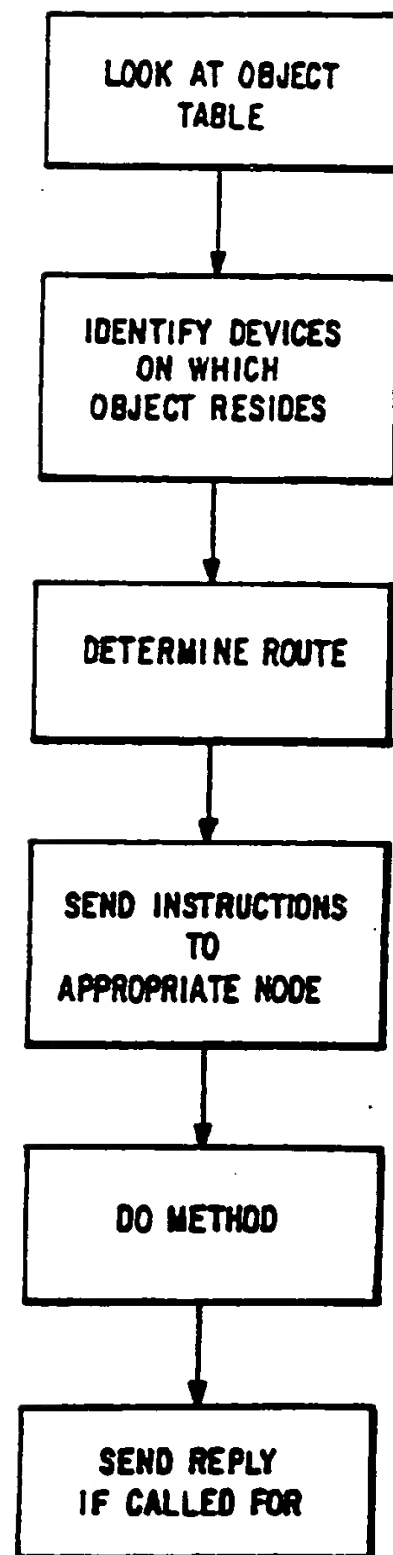 LOOK AT OBJECT
TABLE
IDENTIFY DEVICES
ON WHICH
OBJECT RESIDES
DETERMINE ROUTE
SEND INSTRUCTIONS
TO
APPROPRIATE NODE
DO METHOD
SEND REPLY
IF CALLED FOR